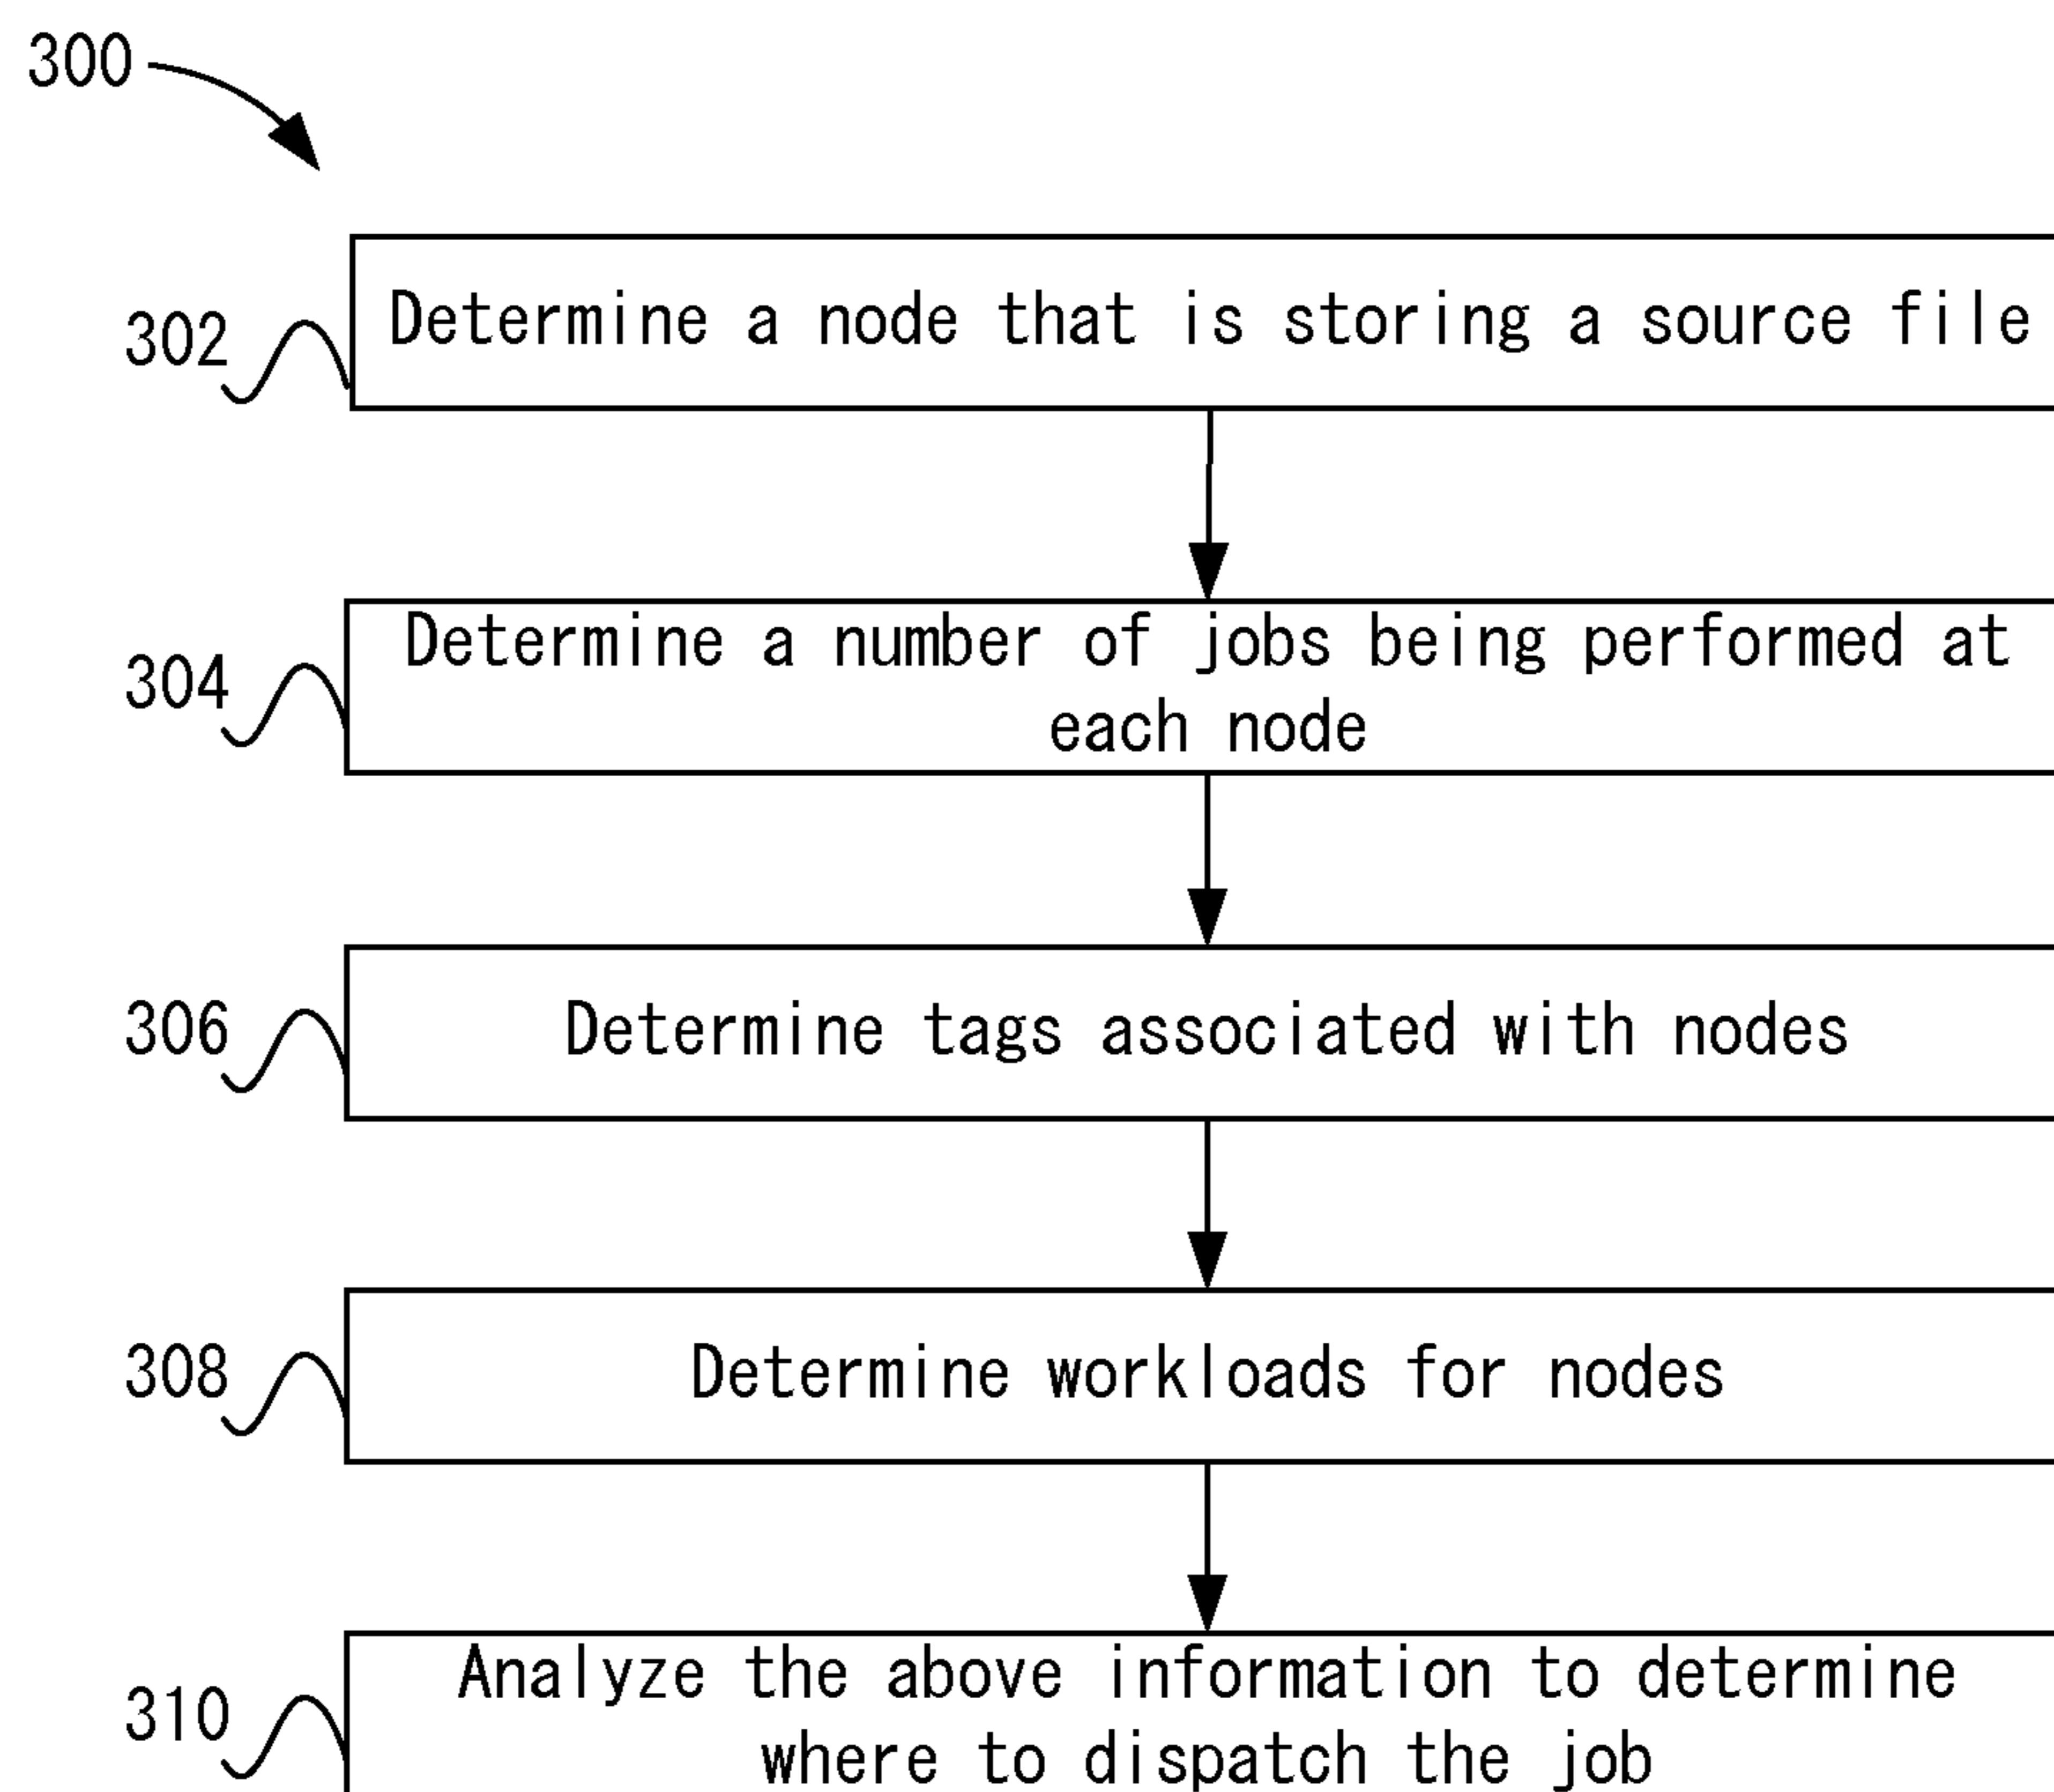 300
302
Determine a node that is storing a source file
304
Determine a number of jobs being performed at
each node
306
Determine tags associated with nodes
308
Determine workloads for nodes
310
Analyze the above information to determine
where to dispatch the job